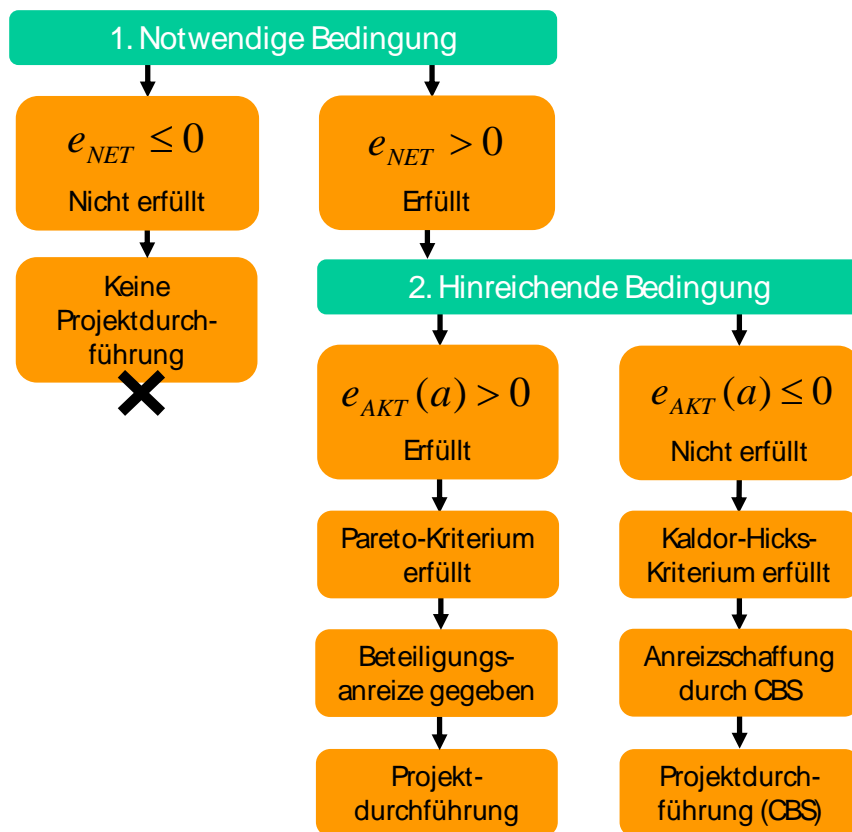 1. Notwendige Bedingung
e_NET ≤ 0
Nicht erfüllt
e_NET > 0
Erfüllt
Keine
Projektdurch-
führung
2. Hinreichende Bedingung
e_AKT (a) > 0
Erfüllt
e_AKT (a) ≤ 0
Nicht erfüllt
Pareto-Kriterium
erfüllt
Kaldor-Hicks-
Kriterium erfüllt
Beteiligungs-
anreize gegeben
Anreizschaffung
durch CBS
Projekt-
durchführung
Projektdurch-
führung (CBS)